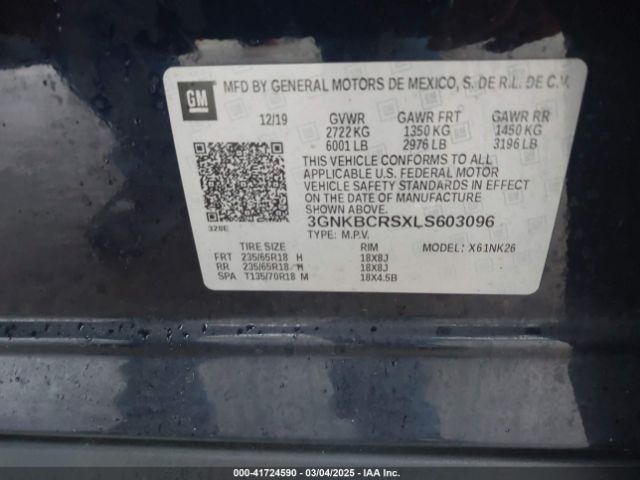 GM
MFD BY GENERAL MOTORS DE MEXICO, S. DE R.L. DE C.V.
12/19 GVWR GAWR FRT GAWR RR
2722 KG 1350 KG 1450 KG
6001 LB 2976 LB 3196 LB
THIS VEHICLE CONFORMS TO ALL
APPLICABLE U.S. FEDERAL MOTOR
VEHICLE SAFETY STANDARDS IN EFFECT
ON THE DATE OF MANUFACTURE
SHOWN ABOVE.
328E 3GNKBCRSXLS603096
TYPE: M.P.V.
TIRE SIZE RIM MODEL: X61NK26
FRT 235/65R18 H 18X8J
RR 235/65R18 H 18X8J
SPA T135/70R18 M 18X4.5B
000-41724590 - 03/04/2025 - IAA Inc.